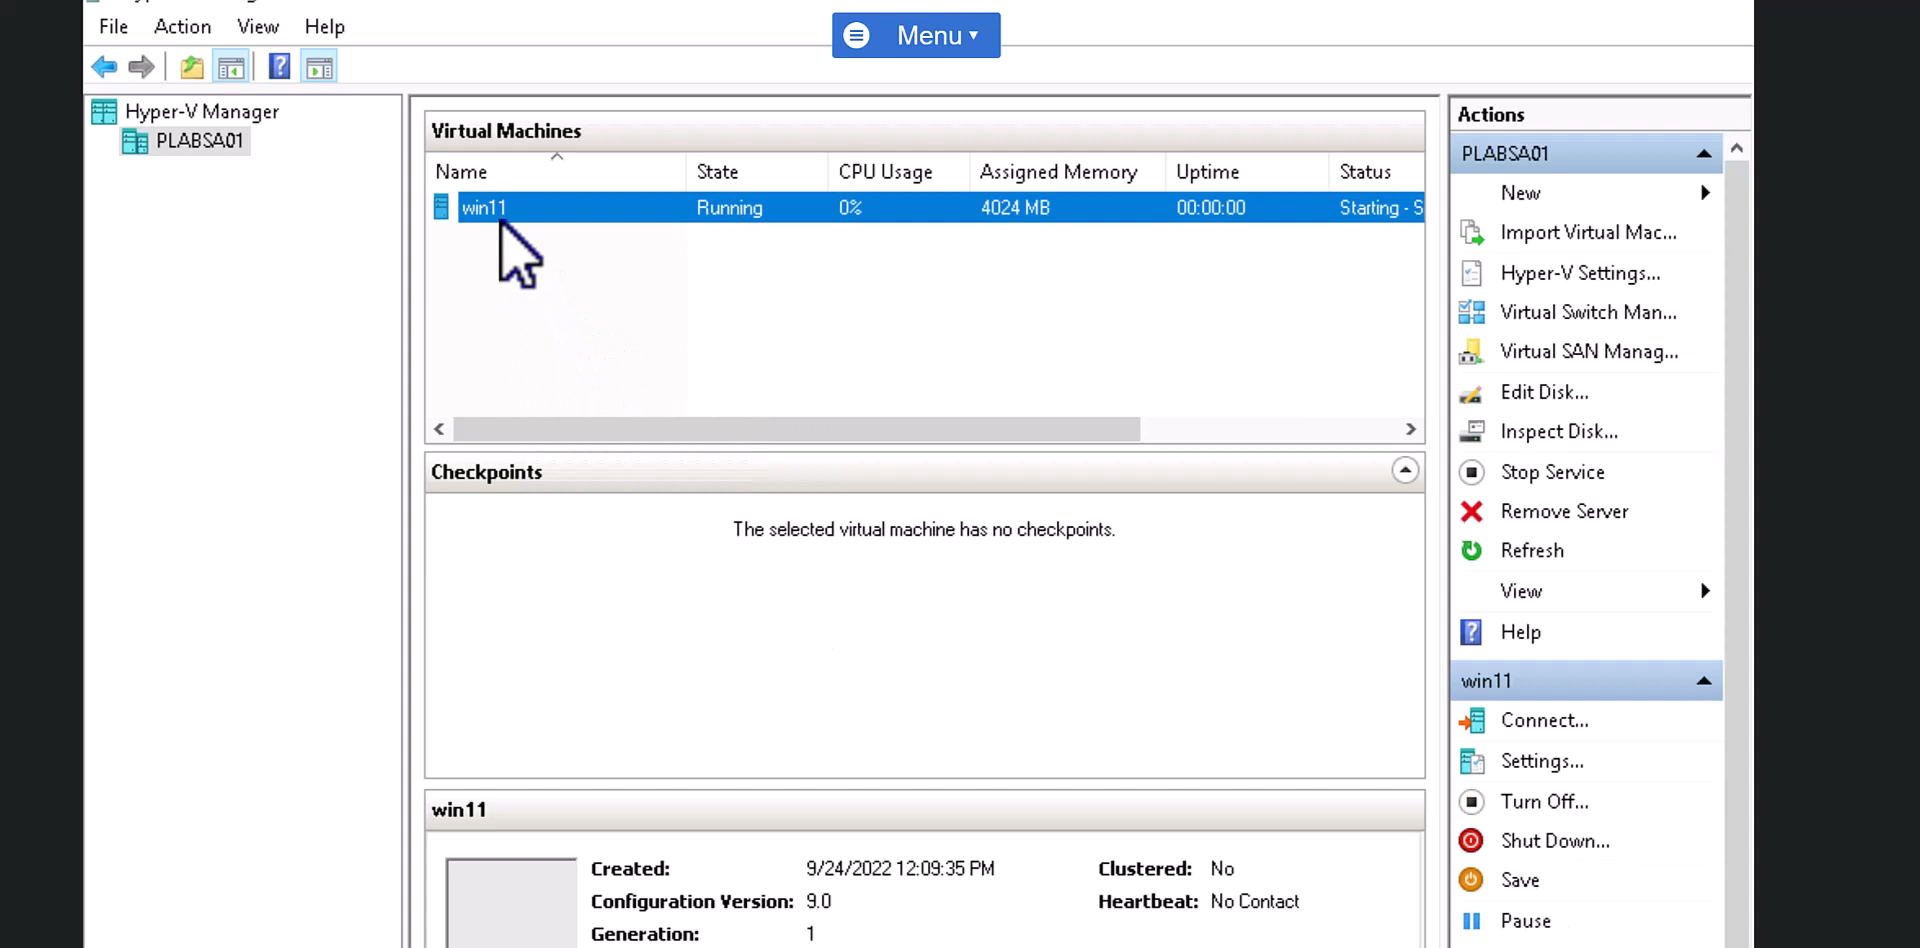 File Action View Help
Menu
Hyper-V Manager
PLABSA01
Virtual Machines
Name State CPU Usage Assigned Memory Uptime Status
win11 Running 0% 4024 MB 00:00:00 Starting - S
Checkpoints
The selected virtual machine has no checkpoints.
win11
Created: 9/24/2022 12:09:35 PM Clustered: No
Configuration Version: 9.0 Heartbeat: No Contact
Generation: 1
Actions
PLABSA01
New
Import Virtual Mac...
Hyper-V Settings...
Virtual Switch Man...
Virtual SAN Manag...
Edit Disk...
Inspect Disk...
Stop Service
Remove Server
Refresh
View
Help
win11
Connect...
Settings...
Turn Off...
Shut Down...
Save
Pause